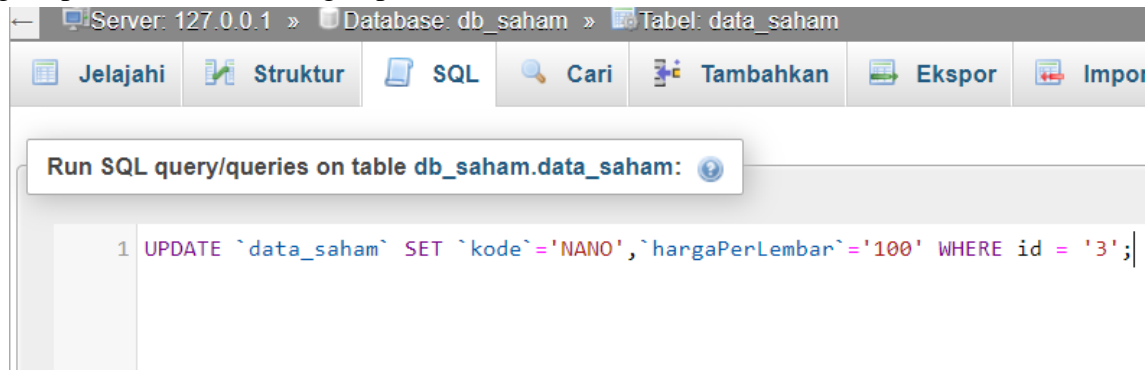 Server: 127.0.0.1 » Database: db_saham » Tabel: data_saham
Jelajahi Struktur SQL Cari Tambahkan Ekspor Impor
Run SQL query/queries on table db_saham.data_saham:
1 UPDATE `data_saham` SET `kode`='NANO',`hargaPerLembar`='100' WHERE id = '3';